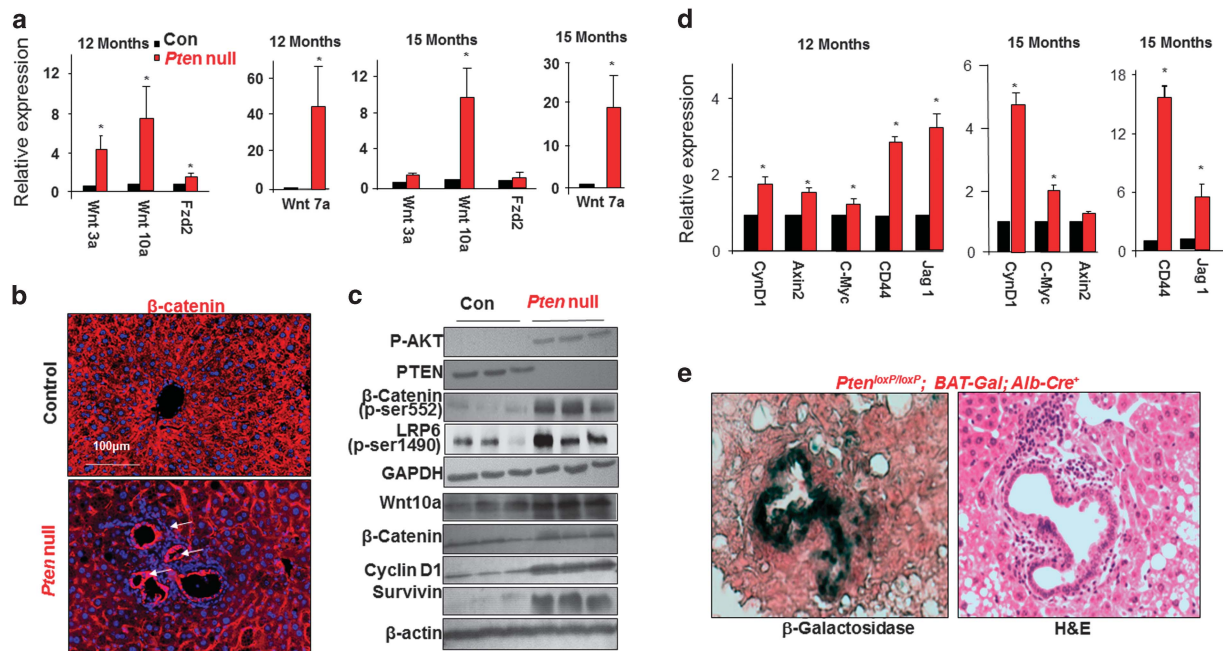 a
12 Months
Con
Pten null
12 Months
15 Months
15 Months
Relative expression
12
8
4
0
Wnt 3a
Wnt 10a
Fzd2
*
*
*
60
40
20
0
Wnt 7a
*
12
8
4
0
Wnt 3a
Wnt 10a
Fzd2
*
30
20
10
0
Wnt 7a
*
b
β-catenin
Control
100μm
Pten null
c
Con
Pten null
P-AKT
PTEN
β-Catenin
(p-ser552)
LRP6
(p-ser1490)
GAPDH
Wnt10a
β-Catenin
Cyclin D1
Survivin
β-actin
d
12 Months
15 Months
15 Months
Relative expression
4
2
0
CynD1
Axin2
C-Myc
CD44
Jag 1
*
*
*
*
*
6
4
2
0
CynD1
C-Myc
Axin2
*
*
18
12
6
0
CD44
Jag 1
*
*
e
Pten^loxP/loxP; BAT-Gal; Alb-Cre⁺
β-Galactosidase
H&E